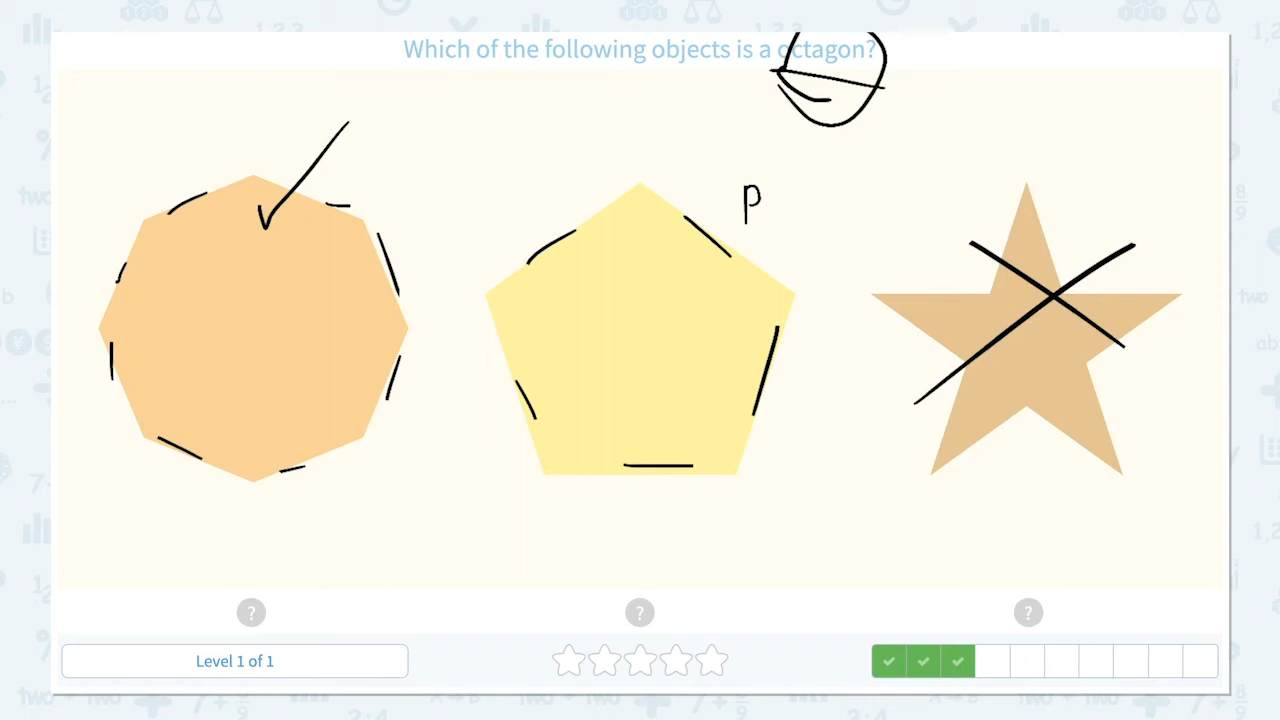 Which of the following objects is a octagon?
p
? ? ?
Level 1 of 1